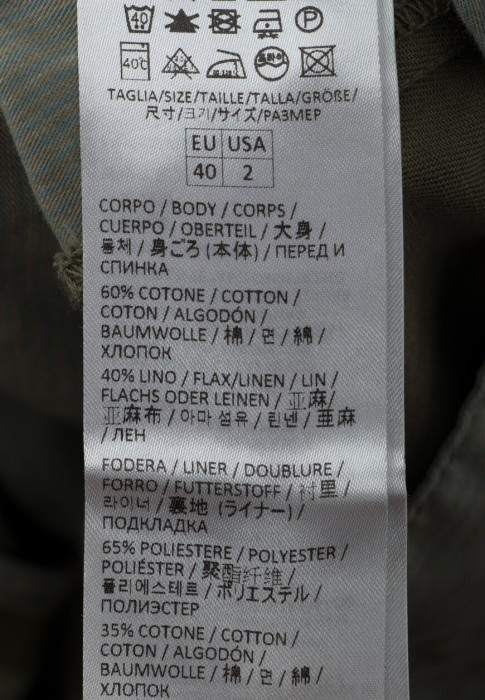 40
P
40°C
드라이
TAGLIA/SIZE/TAILLE/TALLA/GRÖßE/
尺寸/크기/サイズ/РАЗМЕР
EU USA
40 2
CORPO / BODY / CORPS /
CUERPO / OBERTEIL / 大身 /
몸체 / 身ごろ (本体) / ПЕРЕД И
СПИНКА
60% COTONE / COTTON /
COTON / ALGODÓN /
BAUMWOLLE / 棉 / 면 / 綿 /
ХЛОПОК
40% LINO / FLAX/LINEN / LIN /
FLACHS ODER LEINEN / 亚麻/
亚麻布 / 아마 섬유 / 린넨 / 亜麻
/ ЛЕН
FODERA / LINER / DOUBLURE /
FORRO / FUTTERSTOFF / 衬里 /
라이너 / 裏地 (ライナー) /
ПОДКЛАДКА
65% POLIESTERE / POLYESTER /
POLIÉSTER / 聚酯纤维 /
폴리에스테르 / ポリエステル /
ПОЛИЭСТЕР
35% COTONE / COTTON /
COTON / ALGODÓN /
BAUMWOLLE / 棉 / 면 / 綿 /
ХЛОПОК